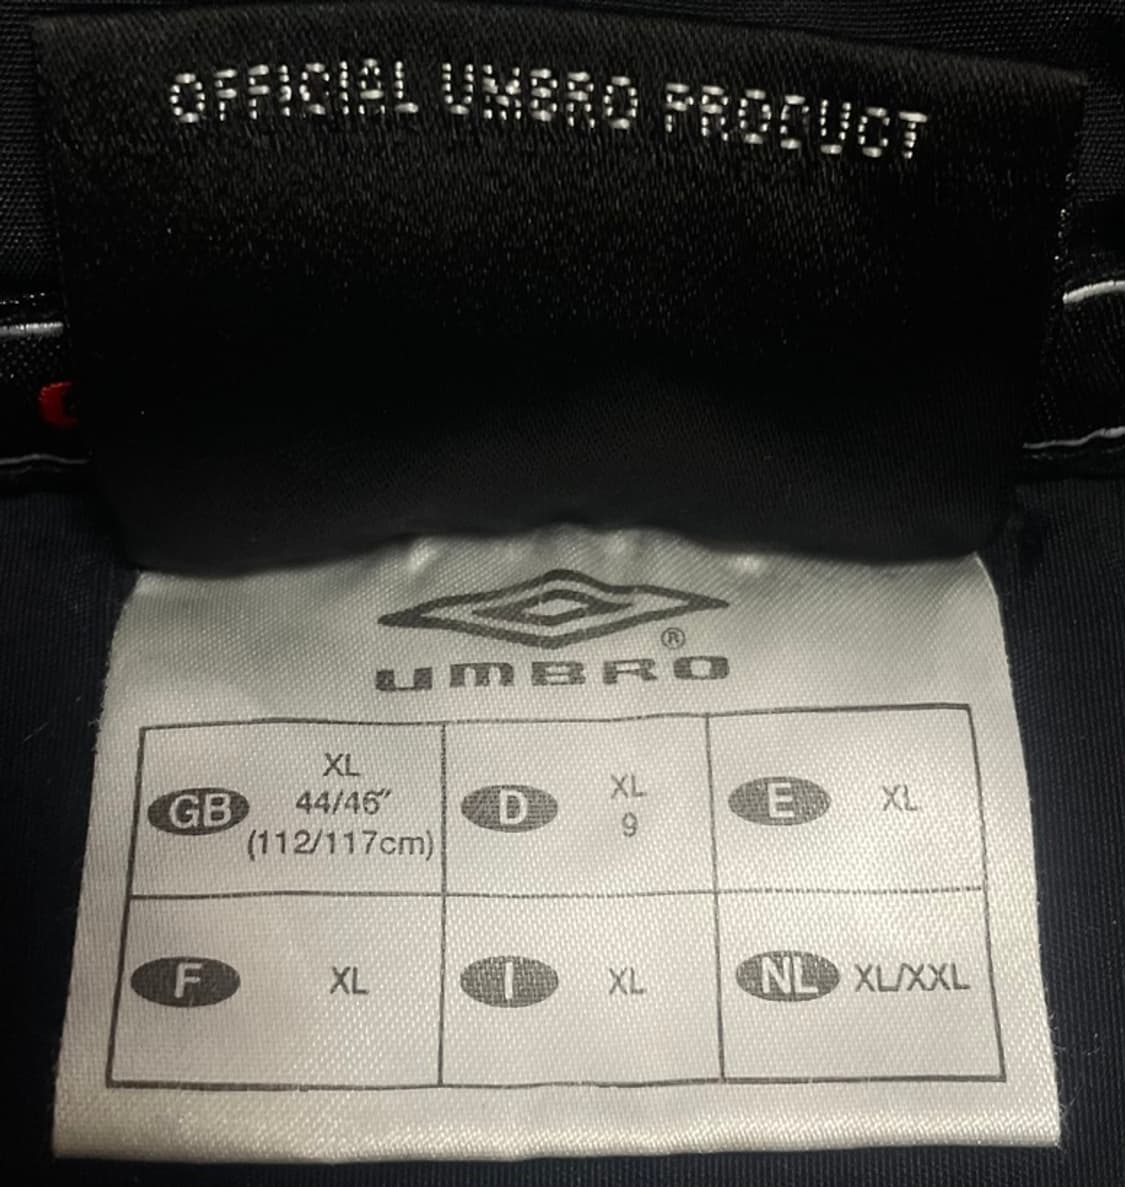 OFFICIAL UMBRO PRODUCT
®
UMBRO
GB XL 44/46" (112/117cm)
D XL 9
E XL
F XL
I XL
NL XL/XXL